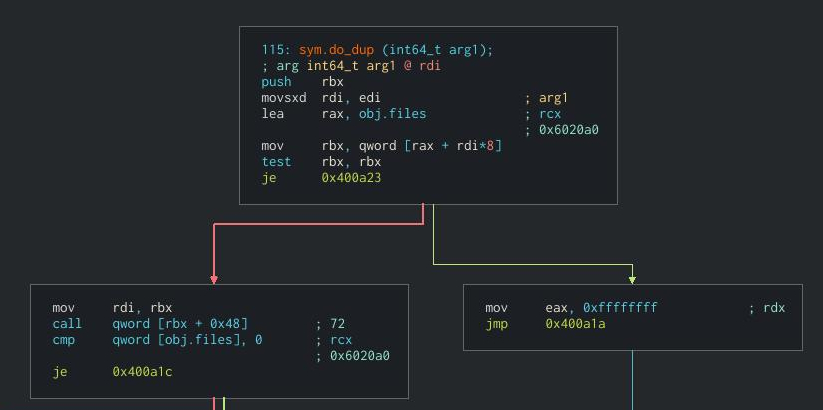 115: sym.do_dup (int64_t arg1);
; arg int64_t arg1 @ rdi
push rbx
movsxd rdi, edi ; arg1
lea rax, obj.files ; rcx
; 0x6020a0
mov rbx, qword [rax + rdi*8]
test rbx, rbx
je 0x400a23
mov rdi, rbx
call qword [rbx + 0x48] ; 72
cmp qword [obj.files], 0 ; rcx
; 0x6020a0
je 0x400a1c
mov eax, 0xffffffff ; rdx
jmp 0x400a1a